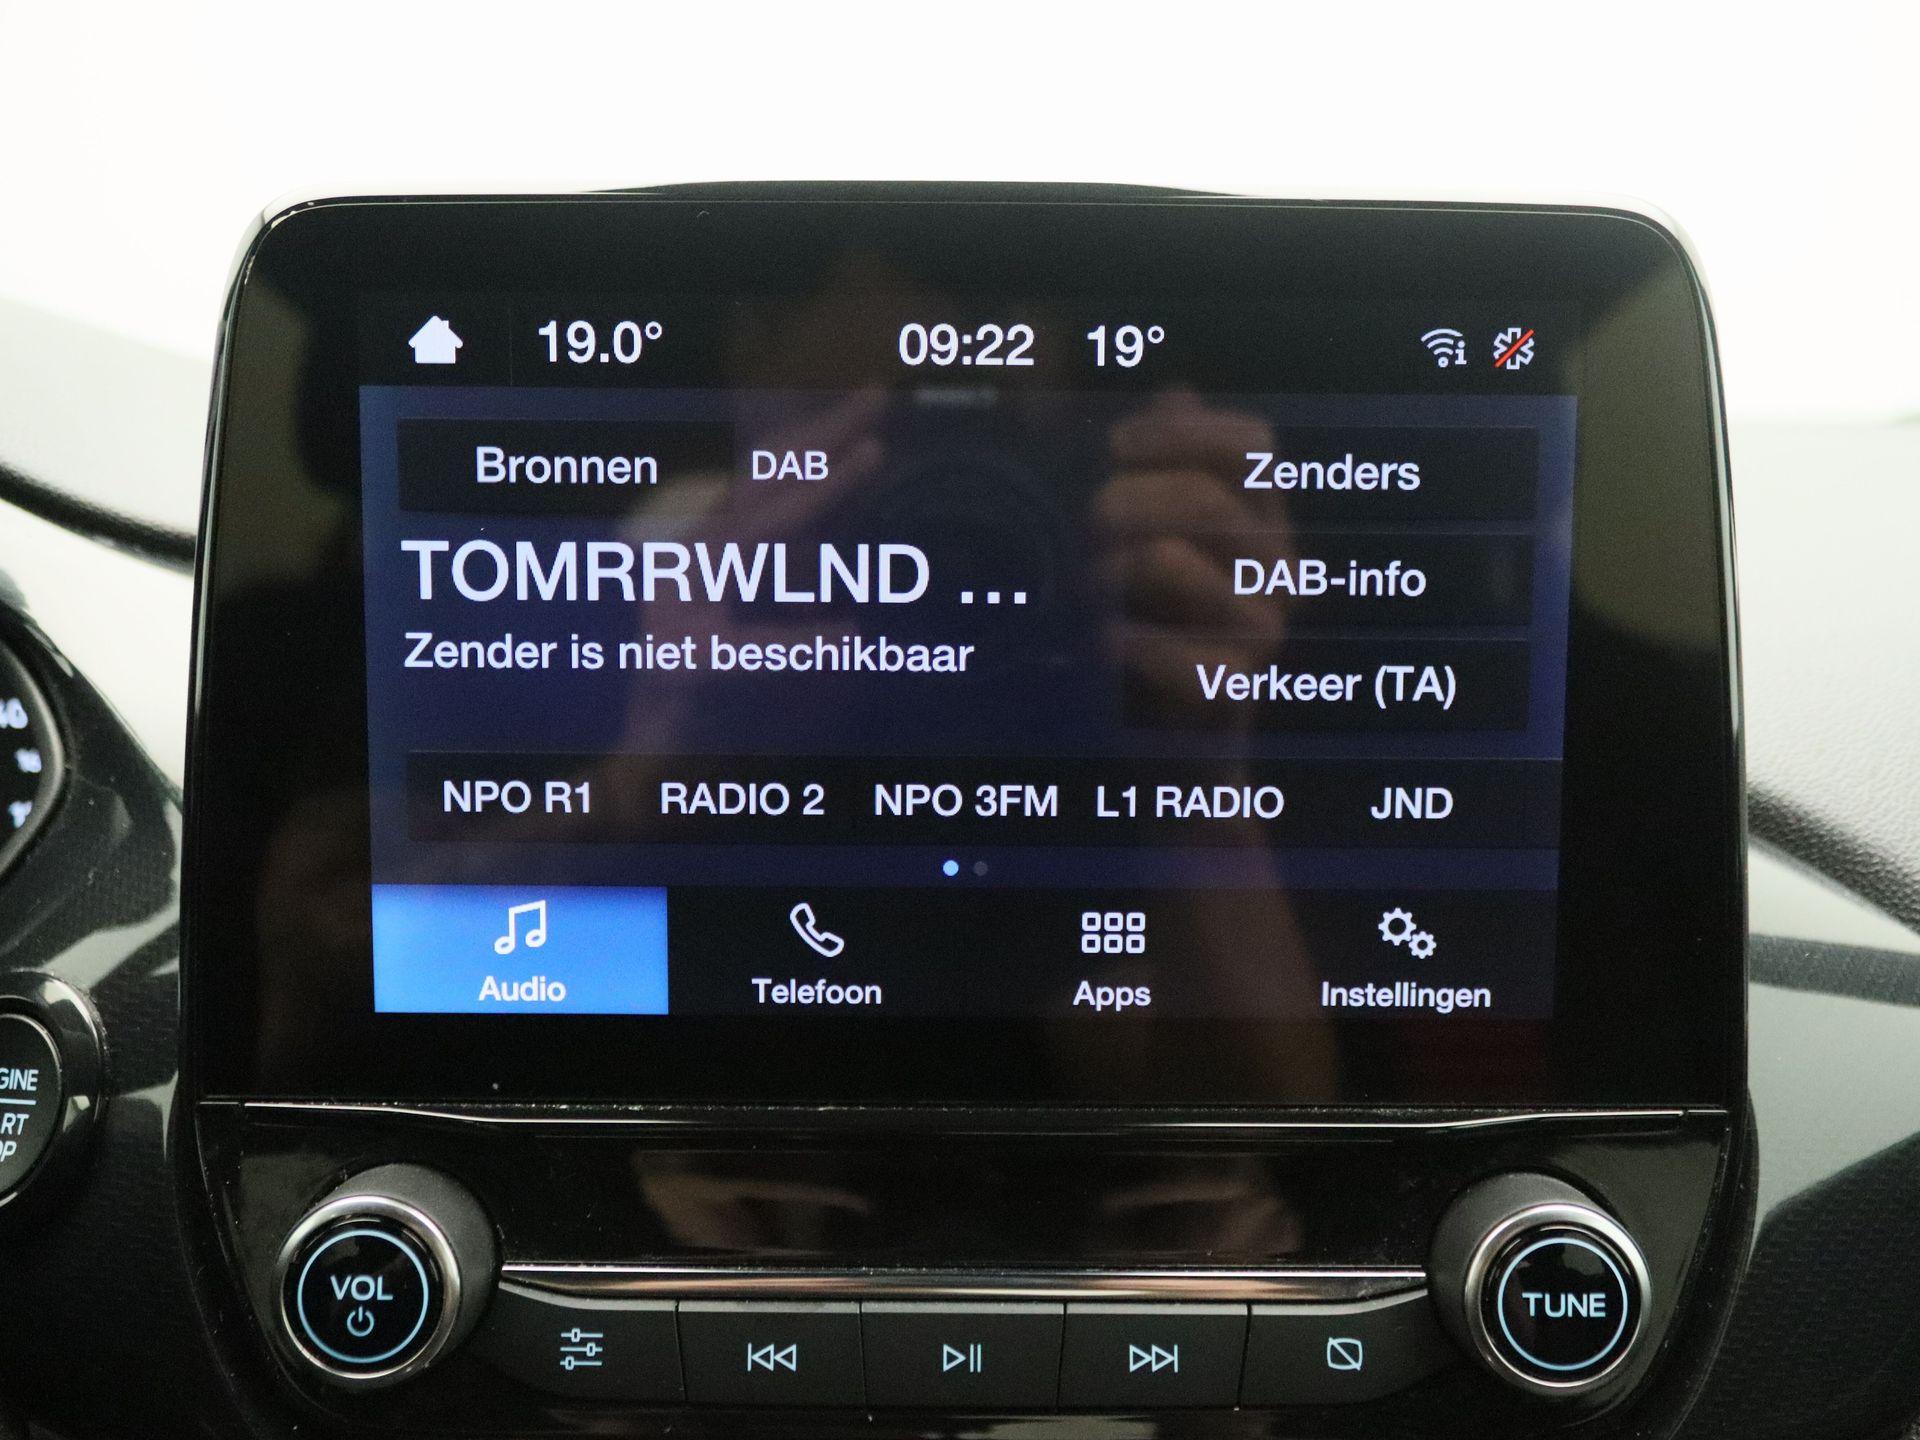 19.0° 09:22 19°
Bronnen DAB Zenders
TOMRRWLND ...
DAB-info
Zender is niet beschikbaar
Verkeer (TA)
NPO R1 RADIO 2 NPO 3FM L1 RADIO JND
Audio Telefoon Apps Instellingen
VOL
TUNE